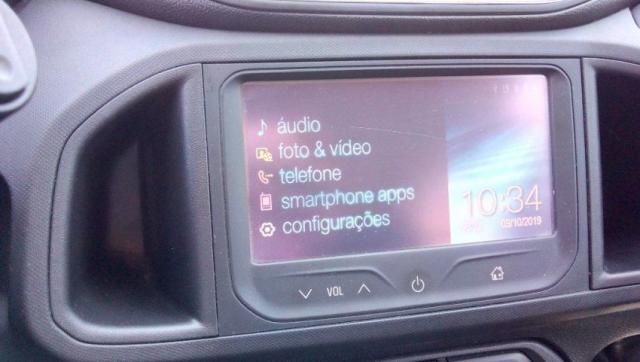 áudio
foto & vídeo
telefone
smartphone apps
configurações
10:34
03/10/2019
VOL